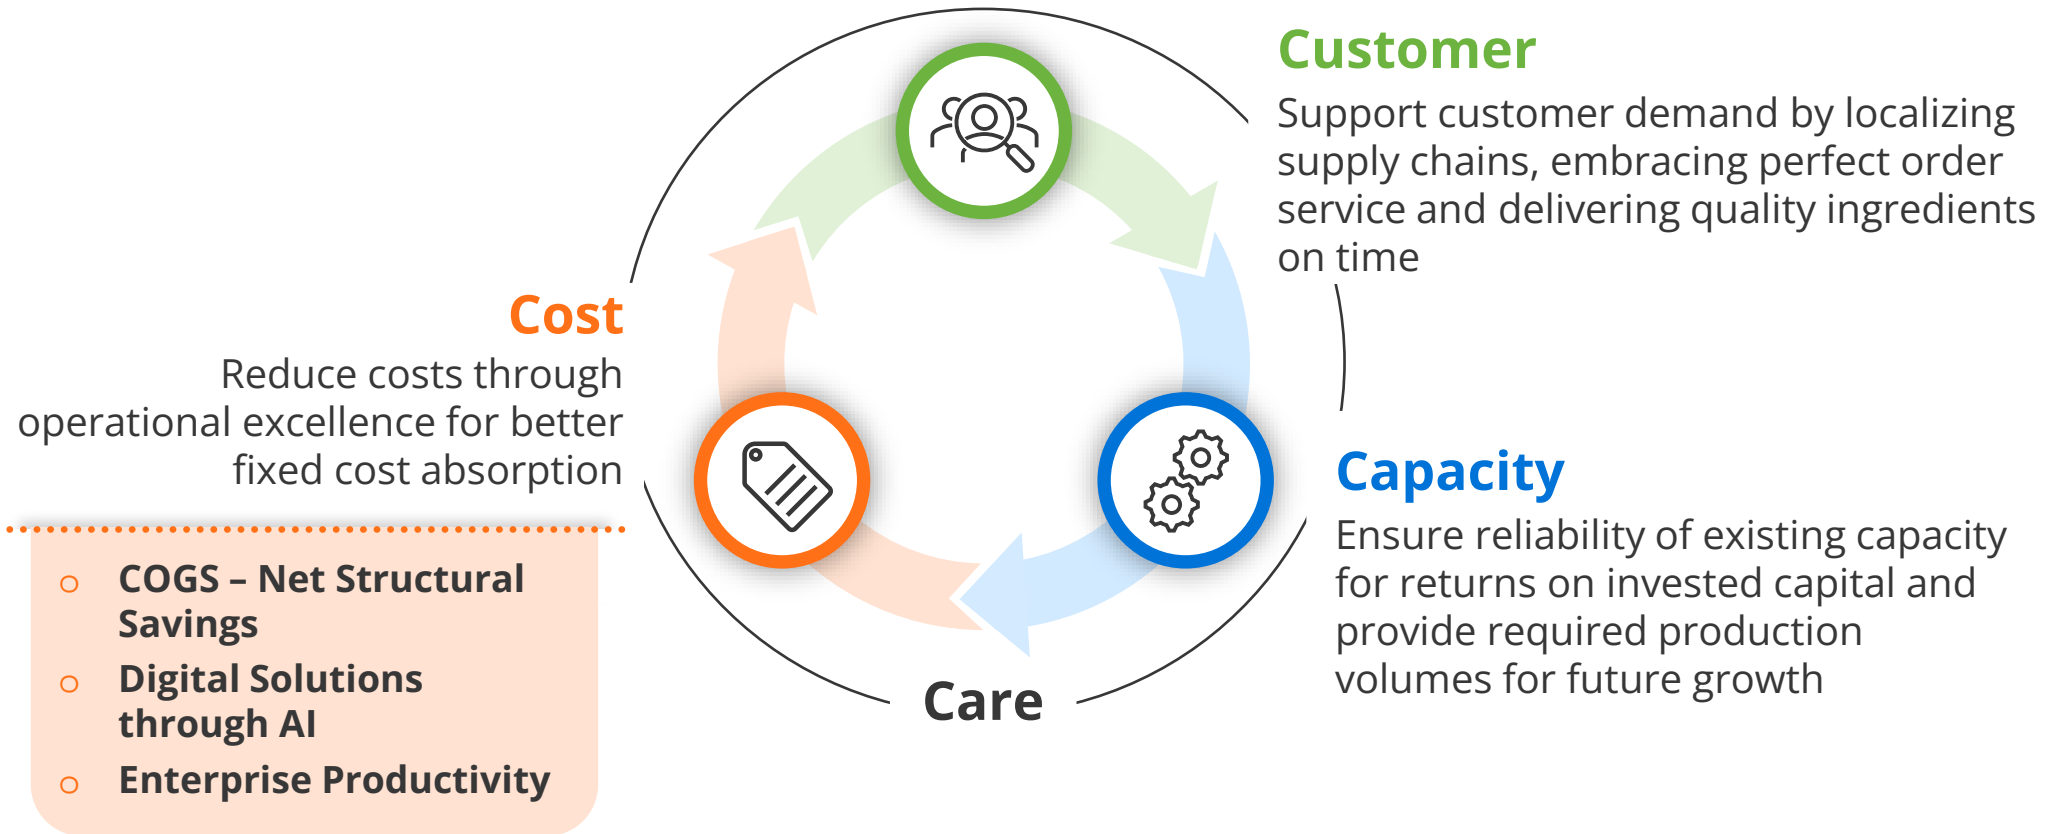 Customer
Support customer demand by localizing
supply chains, embracing perfect order
service and delivering quality ingredients
on time
Cost
Reduce costs through
operational excellence for better
fixed cost absorption
COGS – Net Structural
Savings
Digital Solutions
through AI
Enterprise Productivity
Capacity
Ensure reliability of existing capacity
for returns on invested capital and
provide required production
volumes for future growth
Care